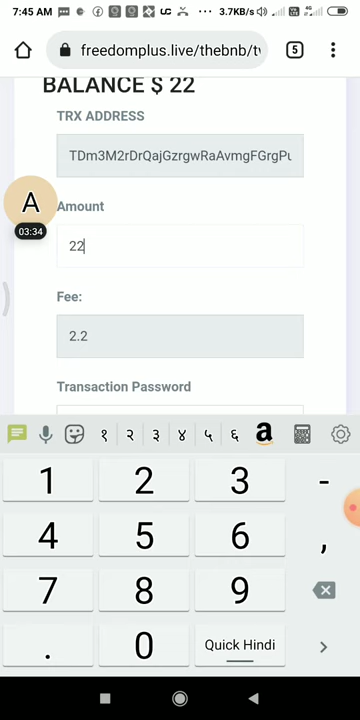 7:45 AM ... 3.7KB/s
freedomplus.live/thebnb/tv
5
BALANCE $ 22
TRX ADDRESS
TDm3M2rDrQajGzrgwRaAvmgFGrgPu
A
Amount
03:34
22
Fee:
2.2
Transaction Password
१ २ ३ ४ ५ ६ a
1 2 3 -
4 5 6 ,
7 8 9
. 0 Quick Hindi >